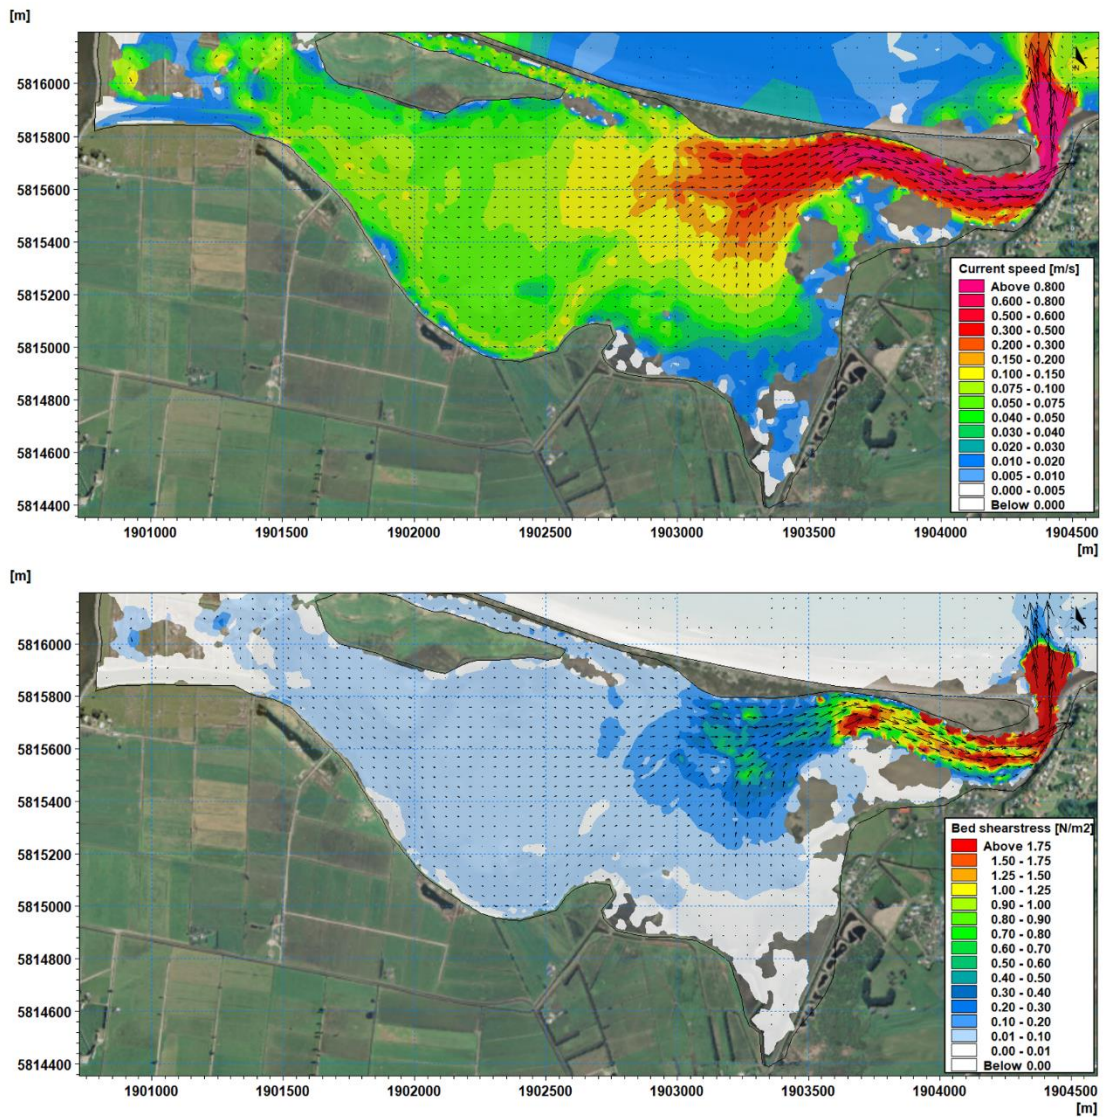 [m]
5816000
5815800
5815600
5815400
5815200
5815000
5814800
5814600
5814400
N
Current speed [m/s]
Above 0.800
0.600 - 0.800
0.500 - 0.600
0.300 - 0.500
0.200 - 0.300
0.150 - 0.200
0.100 - 0.150
0.075 - 0.100
0.050 - 0.075
0.040 - 0.050
0.030 - 0.040
0.020 - 0.030
0.010 - 0.020
0.005 - 0.010
0.000 - 0.005
Below 0.000
1901000 1901500 1902000 1902500 1903000 1903500 1904000 1904500
[m]
[m]
5816000
5815800
5815600
5815400
5815200
5815000
5814800
5814600
5814400
N
Bed shearstress [N/m2]
Above 1.75
1.50 - 1.75
1.25 - 1.50
1.00 - 1.25
0.90 - 1.00
0.80 - 0.90
0.70 - 0.80
0.60 - 0.70
0.50 - 0.60
0.40 - 0.50
0.30 - 0.40
0.20 - 0.30
0.10 - 0.20
0.01 - 0.10
0.00 - 0.01
Below 0.00
1901000 1901500 1902000 1902500 1903000 1903500 1904000 1904500
[m]